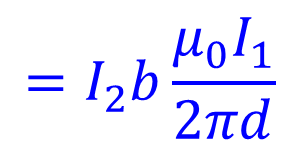 = I₂b μ₀I₁ / 2πd